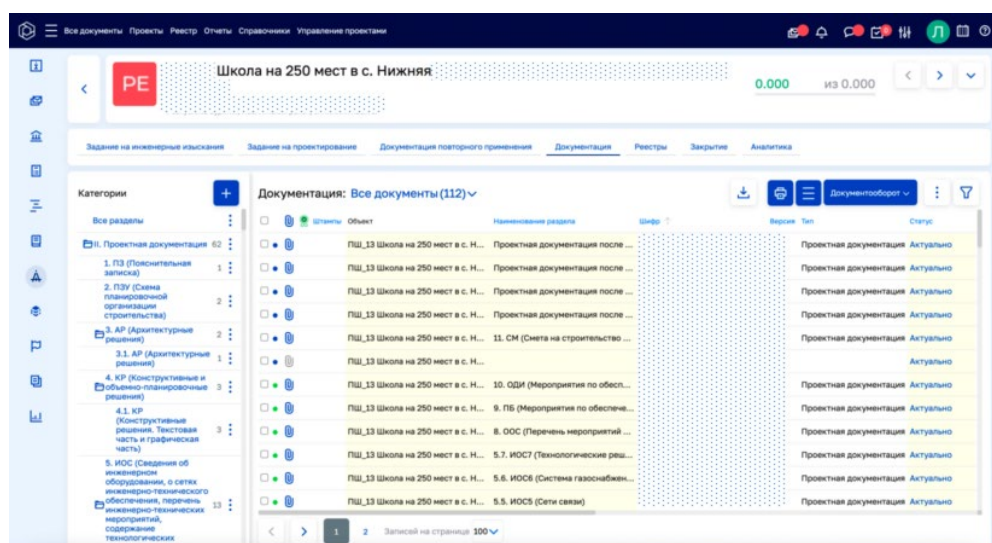 Все документы Проекты Реестр Отчеты Справочники Управление проектами
Л
РЕ
Школа на 250 мест в с. Нижняя
0.000 из 0.000
Задание на инженерные изыскания Задание на проектирование Документация повторного применения Документация Реестры Закрытие Аналитика
Категории
+
Все разделы
II. Проектная документация 62
1. ПЗ (Пояснительная
записка) 1
2. ПЗУ (Схема
планировочной
организации
строительства) 2
3. АР (Архитектурные
решения) 2
3.1. АР (Архитектурные
решения) 1
4. КР (Конструктивные и
объемно-планировочные
решения) 3
4.1. КР
(Конструктивные
решения. Текстовая
часть и графическая
часть) 3
5. ИОС (Сведения об
инженерном
оборудовании, о сетях
инженерно-технического
обеспечения, перечень
инженерно-технических
мероприятий,
содержание
технологических 13
Документация: Все документы (112)
Документооборот
Штампы Объект Наименование раздела Шифр Версия Тип Статус
ПШ_13 Школа на 250 мест в с. Н... Проектная документация после ... Проектная документация Актуально
ПШ_13 Школа на 250 мест в с. Н... Проектная документация после ... Проектная документация Актуально
ПШ_13 Школа на 250 мест в с. Н... Проектная документация после ... Проектная документация Актуально
ПШ_13 Школа на 250 мест в с. Н... Проектная документация после ... Проектная документация Актуально
ПШ_13 Школа на 250 мест в с. Н... 11. СМ (Смета на строительство ... Проектная документация Актуально
ПШ_13 Школа на 250 мест в с. Н... Актуально
ПШ_13 Школа на 250 мест в с. Н... 10. ОДИ (Мероприятия по обесп... Проектная документация Актуально
ПШ_13 Школа на 250 мест в с. Н... 9. ПБ (Мероприятия по обеспече... Проектная документация Актуально
ПШ_13 Школа на 250 мест в с. Н... 8. ООС (Перечень мероприятий ... Проектная документация Актуально
ПШ_13 Школа на 250 мест в с. Н... 5.7. ИОС7 (Технологические реш... Проектная документация Актуально
ПШ_13 Школа на 250 мест в с. Н... 5.6. ИОС6 (Система газоснабжен... Проектная документация Актуально
ПШ_13 Школа на 250 мест в с. Н... 5.5. ИОС5 (Сети связи) Проектная документация Актуально
1 2 Записей на странице 100